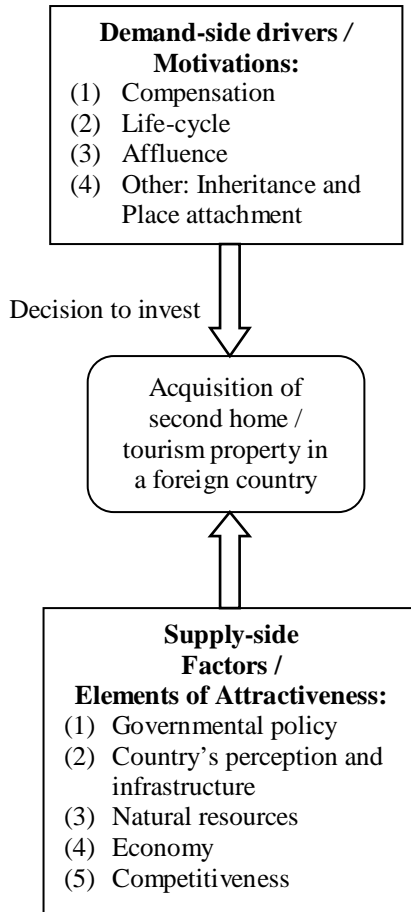 Demand-side drivers /
Motivations:
(1) Compensation
(2) Life-cycle
(3) Affluence
(4) Other: Inheritance and
Place attachment
Decision to invest
Acquisition of
second home /
tourism property in
a foreign country
Supply-side
Factors /
Elements of Attractiveness:
(1) Governmental policy
(2) Country’s perception and
infrastructure
(3) Natural resources
(4) Economy
(5) Competitiveness